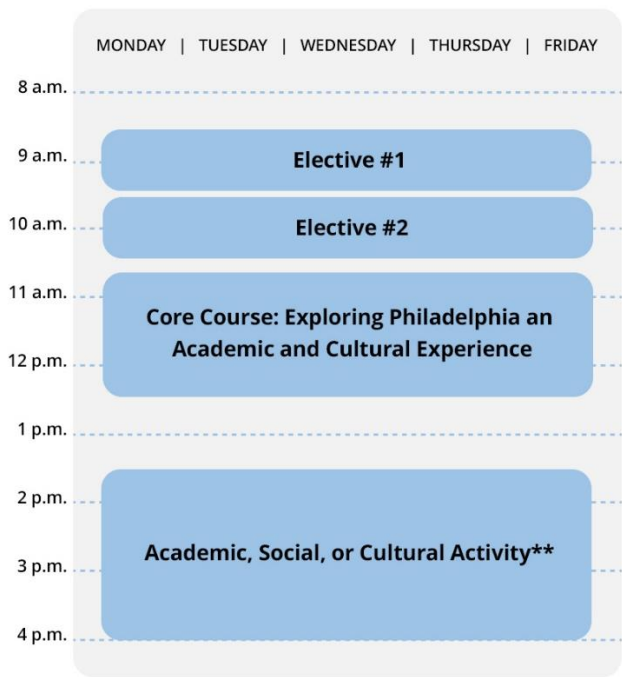 MONDAY | TUESDAY | WEDNESDAY | THURSDAY | FRIDAY
8 a.m.
9 a.m.
Elective #1
10 a.m.
Elective #2
11 a.m.
Core Course: Exploring Philadelphia an
Academic and Cultural Experience
12 p.m.
1 p.m.
2 p.m.
Academic, Social, or Cultural Activity**
3 p.m.
4 p.m.